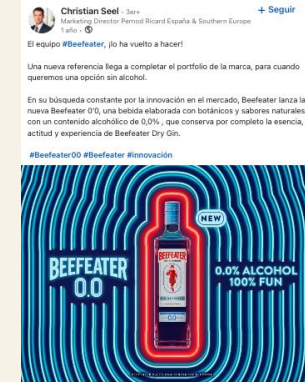 Christian Seel · 3er+
+ Seguir
Marketing Director Pernod Ricard España & Southern Europe
1 año ·
El equipo #Beefeater, ¡lo ha vuelto a hacer!
Una nueva referencia llega a completar el portfolio de la marca, para cuando
queremos una opción sin alcohol.
En su búsqueda constante por la innovación en el mercado, Beefeater lanza la
nueva Beefeater 0'0, una bebida elaborada con botánicos y sabores naturales
con un contenido alcohólico de 0,0% , que conserva por completo la esencia,
actitud y experiencia de Beefeater Dry Gin.
#Beefeater00 #Beefeater #innovación
NEW
BEEFEATER
0.0
BEEFEATER
0.0% ALCOHOL
100% FUN